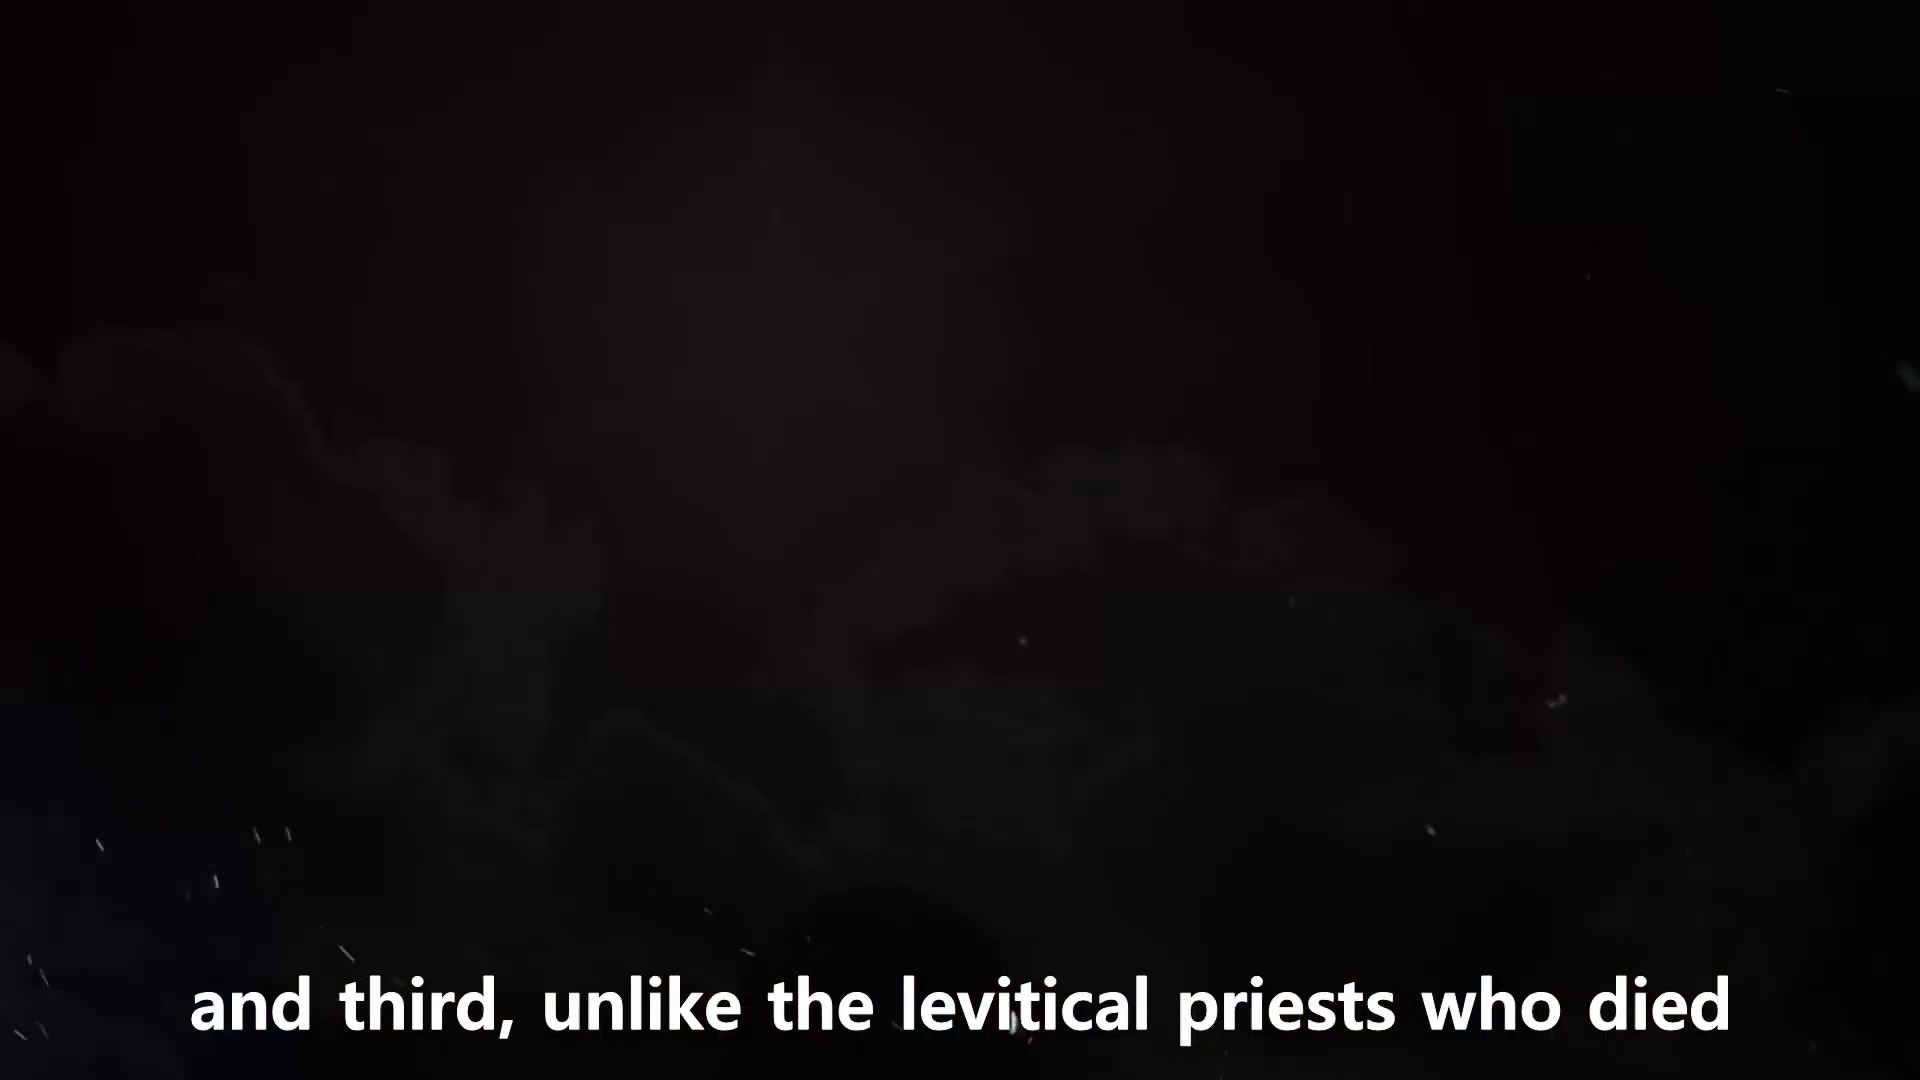 and third, unlike the levitical priests who died